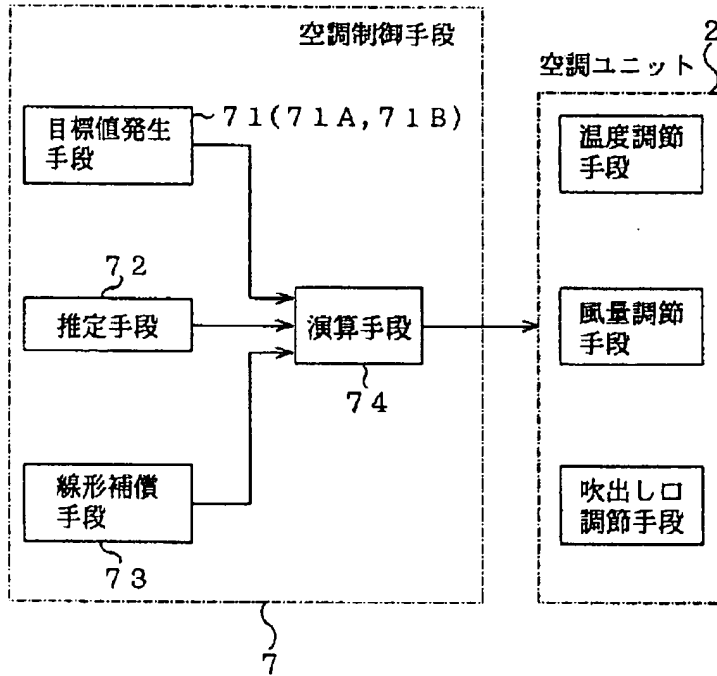 空調制御手段
目標値発生
手段
71(71A,71B)
72
推定手段
線形補償
手段
73
演算手段
74
7
2
空調ユニット
温度調節
手段
風量調節
手段
吹出し口
調節手段